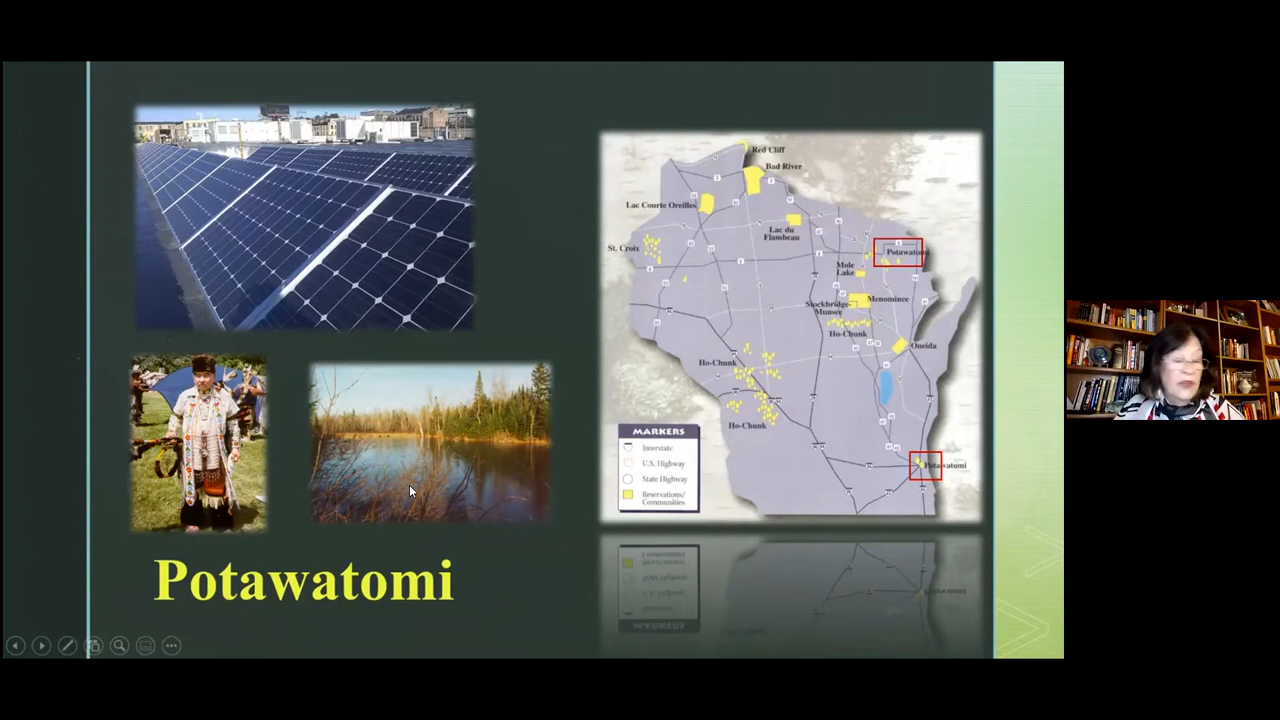 Red Cliff
Bad River
Lac Courte Oreilles
Lac du
Flambeau
St. Croix
Potawatomi
Mole
Lake
Menominee
Stockbridge-
Munsee
Ho-Chunk
Oneida
Ho-Chunk
Ho-Chunk
MARKERS
Interstate
U.S. Highway
State Highway
Reservations/
Communities
Potawatomi
Potawatomi